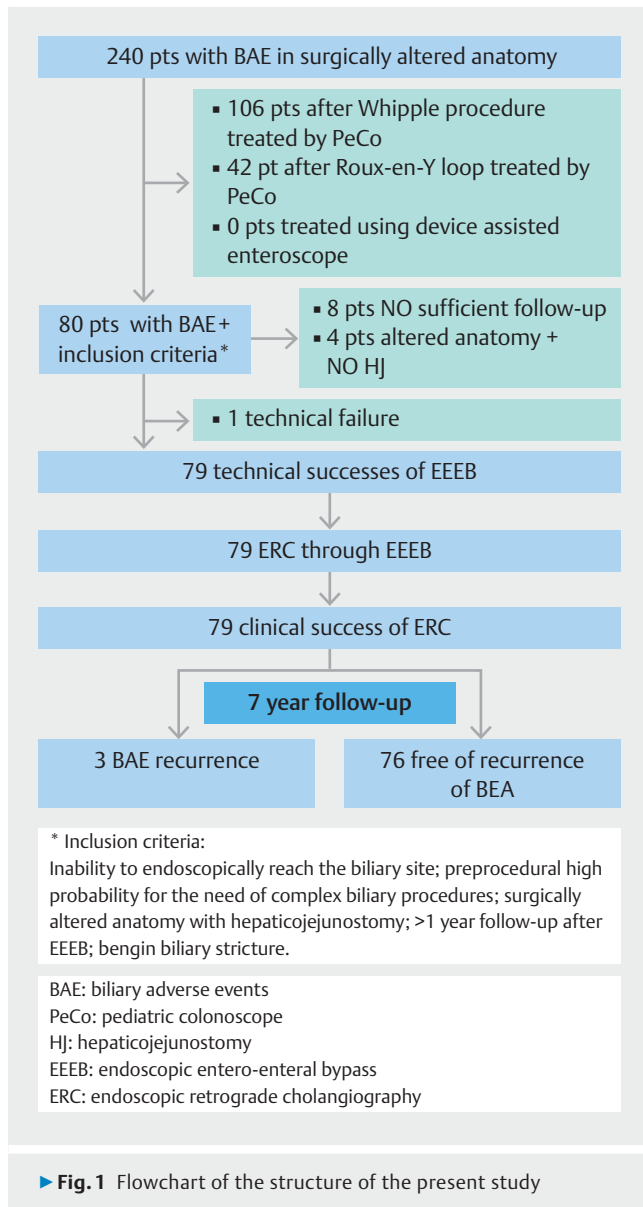 240 pts with BAE in surgically altered anatomy
▪ 106 pts after Whipple procedure
treated by PeCo
▪ 42 pt after Roux-en-Y loop treated by
PeCo
▪ 0 pts treated using device assisted
enteroscope
80 pts with BAE+
inclusion criteria*
▪ 8 pts NO sufficient follow-up
▪ 4 pts altered anatomy +
NO HJ
▪ 1 technical failure
79 technical successes of EEEB
79 ERC through EEEB
79 clinical success of ERC
7 year follow-up
3 BAE recurrence
76 free of recurrence
of BEA
* Inclusion criteria:
Inability to endoscopically reach the biliary site; preprocedural high
probability for the need of complex biliary procedures; surgically
altered anatomy with hepaticojejunostomy; >1 year follow-up after
EEEB; bengin biliary stricture.
BAE: biliary adverse events
PeCo: pediatric colonoscope
HJ: hepaticojejunostomy
EEEB: endoscopic entero-enteral bypass
ERC: endoscopic retrograde cholangiography
▶ Fig. 1 Flowchart of the structure of the present study